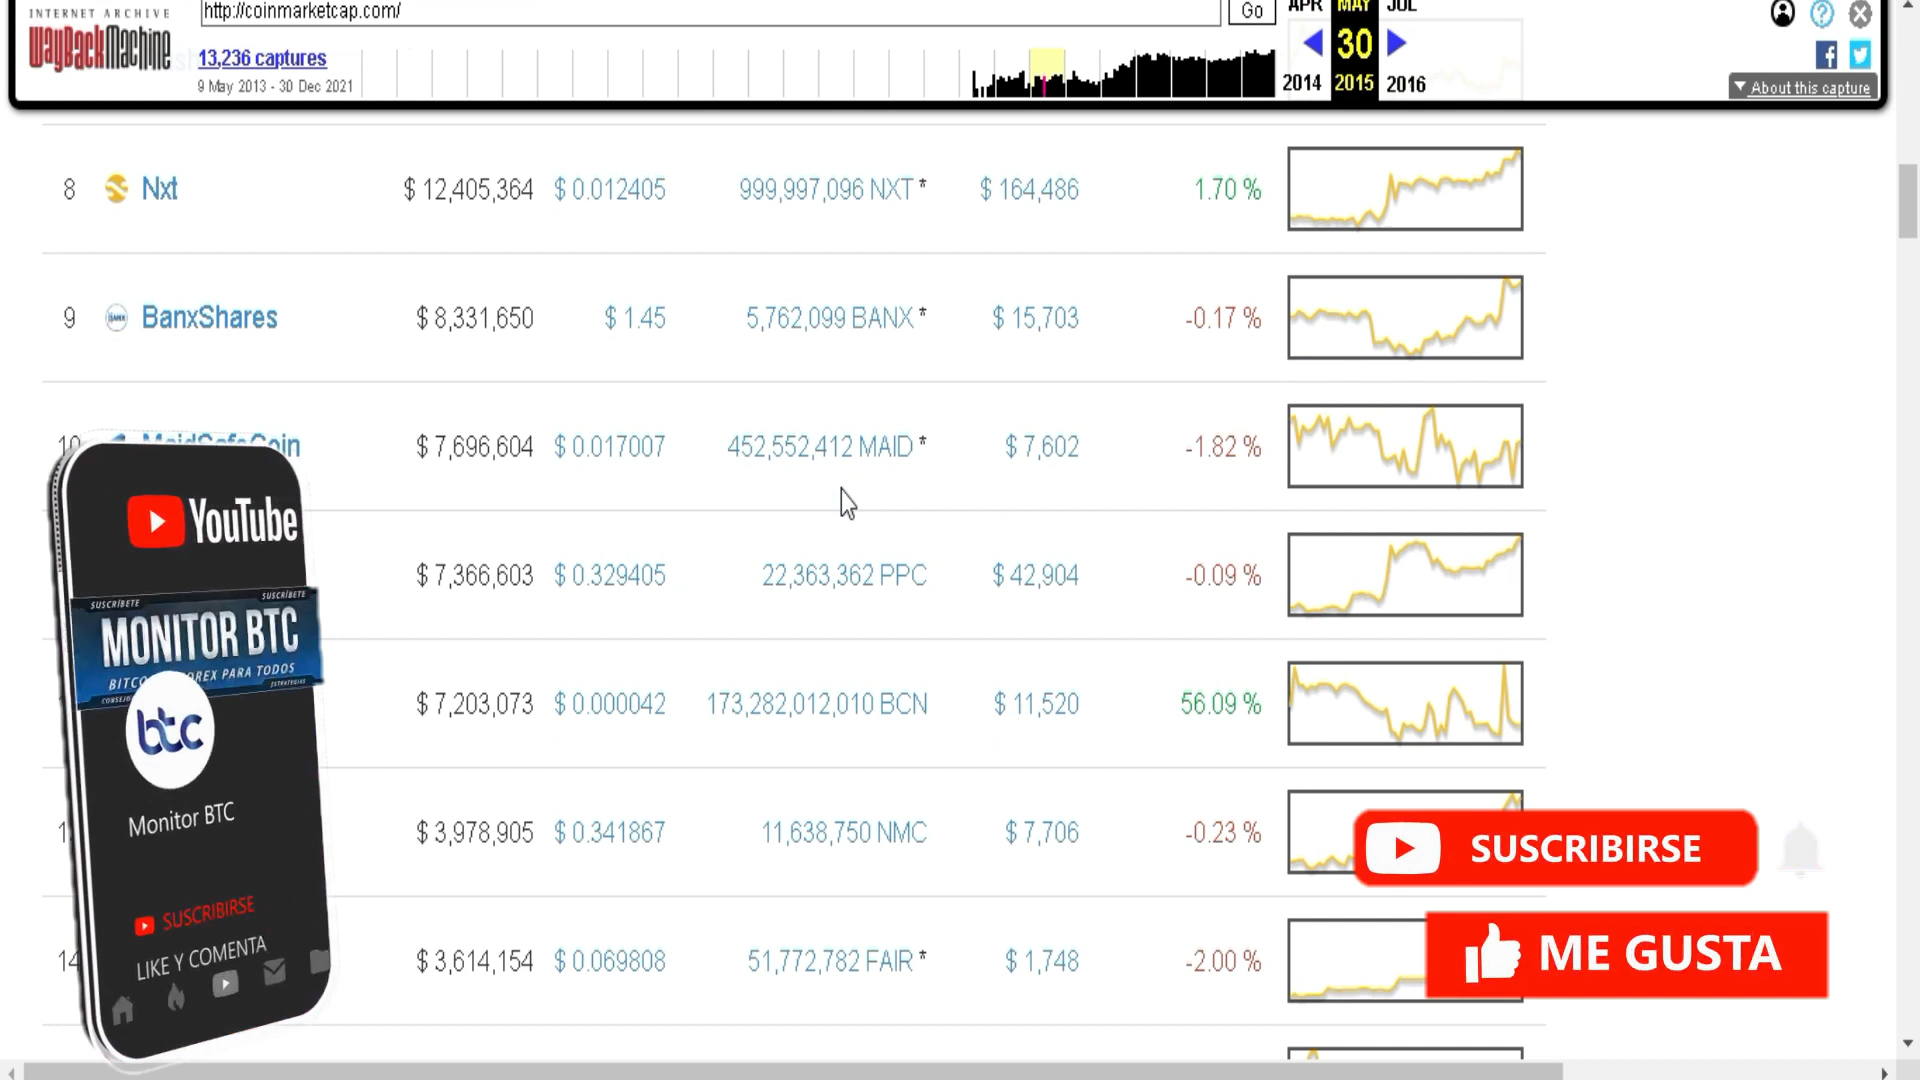 INTERNET ARCHIVE
WayBackMachine
http://coinmarketcap.com/
Go
APR MAY JUL
13,236 captures
30
9 May 2013 - 30 Dec 2021
2014 2015 2016
About this capture
8 Nxt $ 12,405,364 $ 0.012405 999,997,096 NXT * $ 164,486 1.70 %
9 BanxShares $ 8,331,650 $ 1.45 5,762,099 BANX * $ 15,703 -0.17 %
10 MaidSafeCoin $ 7,696,604 $ 0.017007 452,552,412 MAID * $ 7,602 -1.82 %
$ 7,366,603 $ 0.329405 22,363,362 PPC $ 42,904 -0.09 %
$ 7,203,073 $ 0.000042 173,282,012,010 BCN $ 11,520 56.09 %
$ 3,978,905 $ 0.341867 11,638,750 NMC $ 7,706 -0.23 %
14 $ 3,614,154 $ 0.069808 51,772,782 FAIR * $ 1,748 -2.00 %
YouTube
SUSCRÍBETE SUSCRÍBETE
MONITOR BTC
PARA TODOS
ESTRATEGIAS
btc
Monitor BTC
SUSCRIBIRSE
LIKE Y COMENTA
SUSCRIBIRSE
ME GUSTA